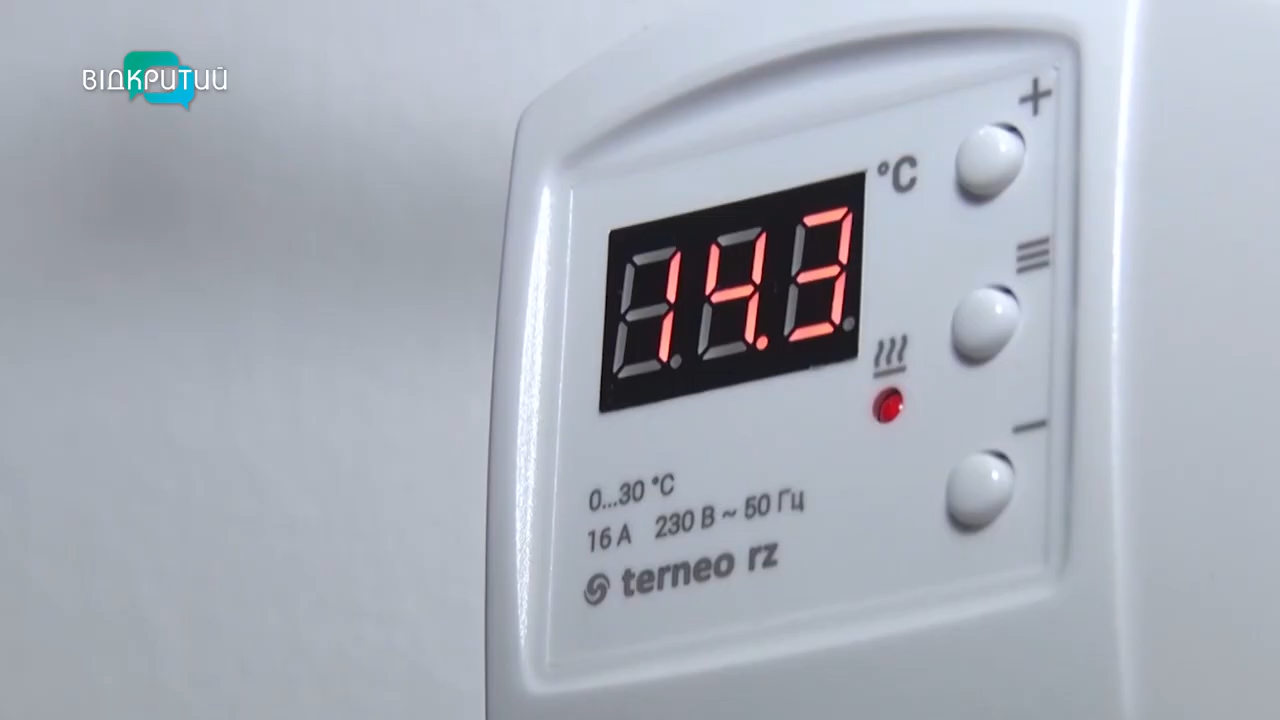 ВІДКРИТИЙ
+
°C
14.3
0...30 °C
16 A 230 В ~ 50 Гц
terneo rz
−